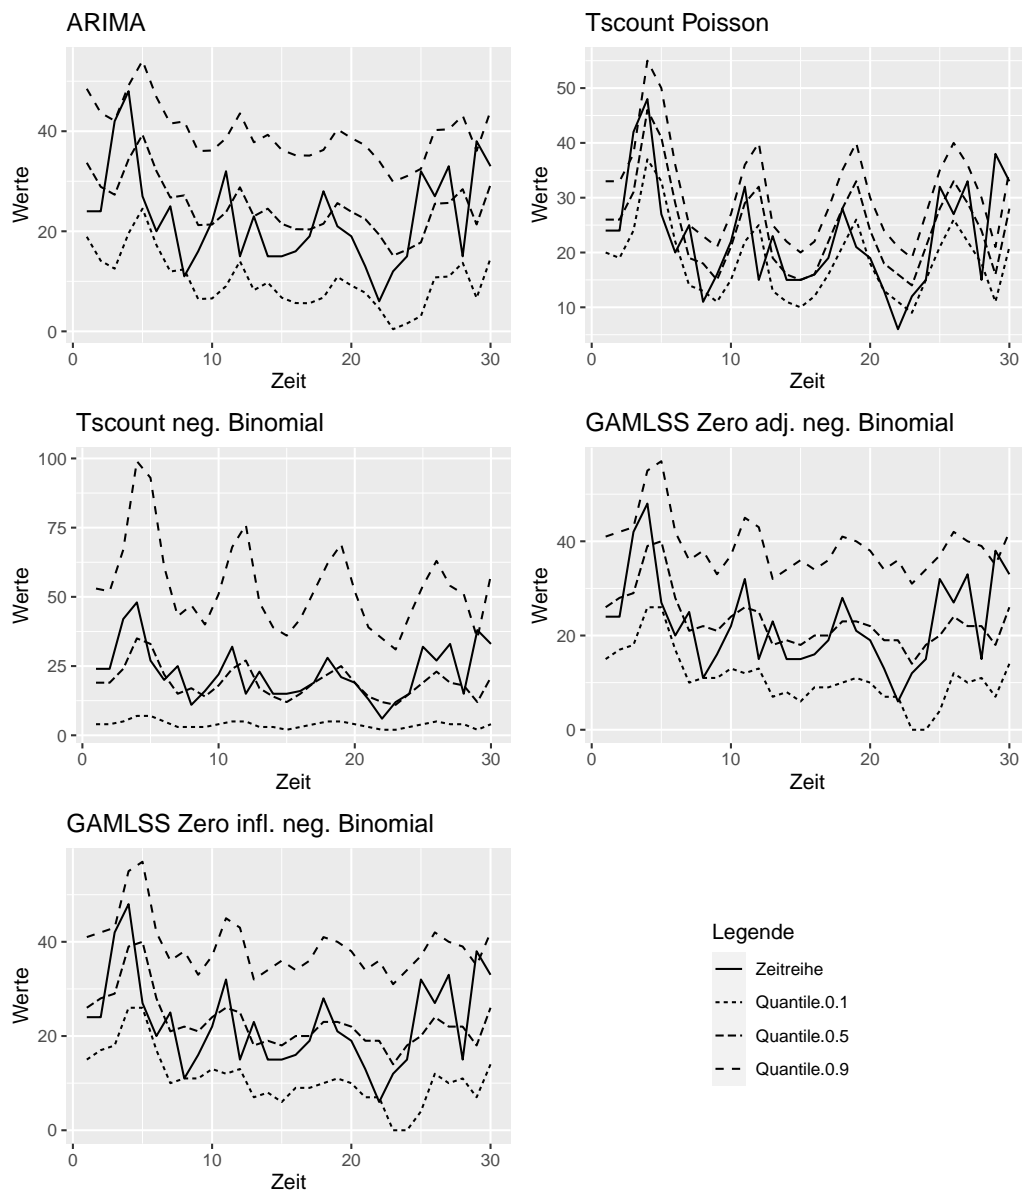 ARIMA
Werte
40
20
0
0 10 20 30
Zeit
Tscount Poisson
Werte
50
40
30
20
10
0 10 20 30
Zeit
Tscount neg. Binomial
Werte
100
75
50
25
0
0 10 20 30
Zeit
GAMLSS Zero adj. neg. Binomial
Werte
40
20
0
0 10 20 30
Zeit
GAMLSS Zero infl. neg. Binomial
Werte
40
20
0
0 10 20 30
Zeit
Legende
Zeitreihe
Quantile.0.1
Quantile.0.5
Quantile.0.9